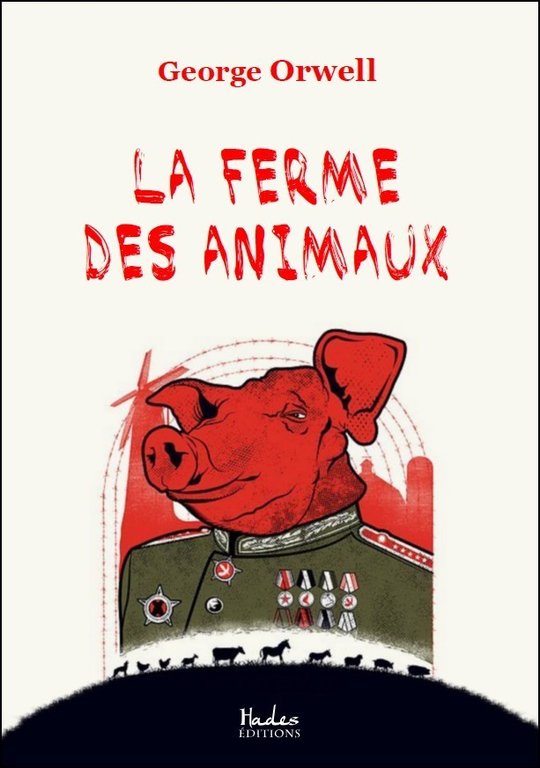 George Orwell
LA FERME
DES ANIMAUX
Hades
ÉDITIONS